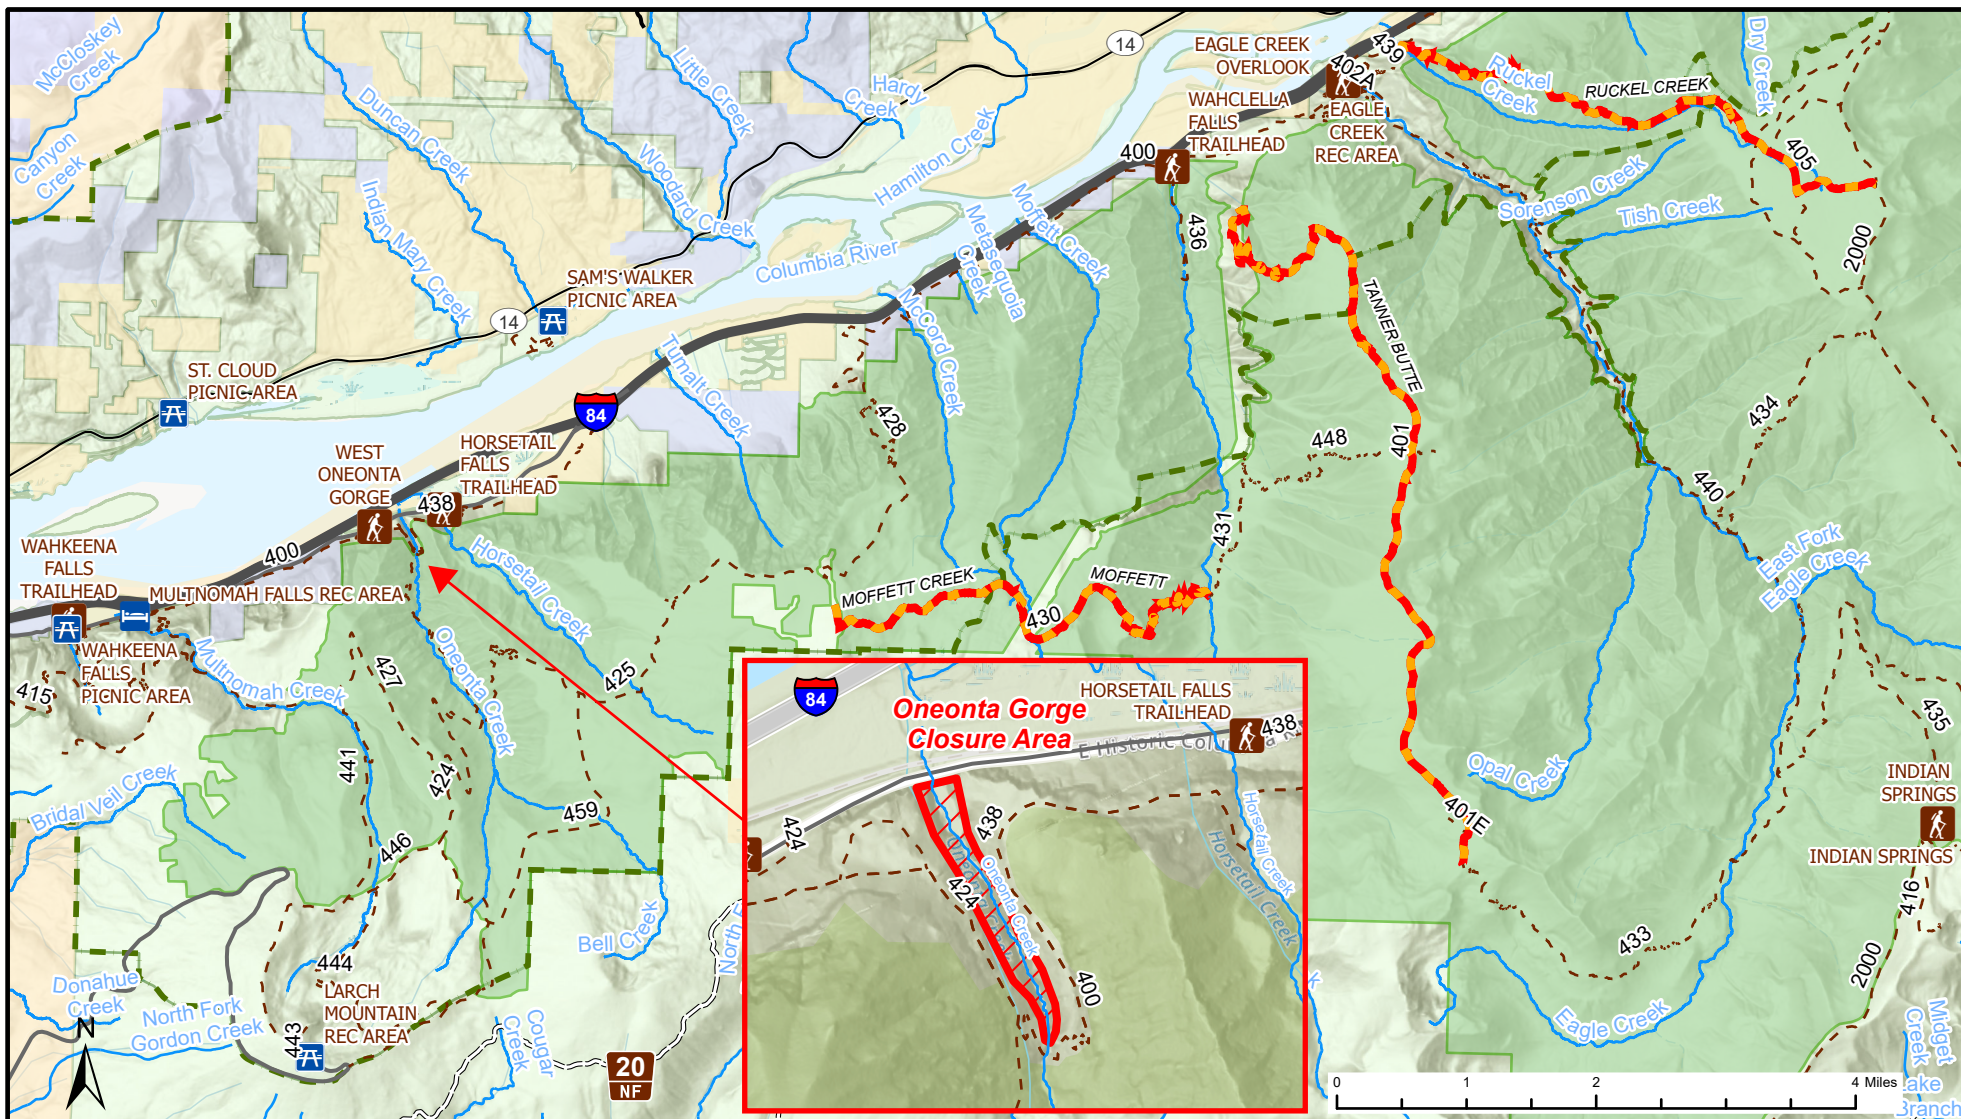 McCloskey
Creek
Canyon
Creek
Duncan Creek
Indian Mary Creek
Little Creek
Woodard Creek
Hardy
Creek
Hamilton Creek
14
EAGLE CREEK
OVERLOOK
402A
439
WAHCLELLA
FALLS
TRAILHEAD
400
EAGLE
CREEK
REC AREA
Ruckel
Creek
RUCKEL CREEK
Dry Creek
405
2000
Sorenson Creek
Tish Creek
Columbia River
Metasequoia
Creek
Moffett Creek
436
McCord Creek
SAM'S WALKER
PICNIC AREA
14
ST. CLOUD
PICNIC AREA
Tumalt Creek
84
WEST
ONEONTA
GORGE
HORSETAIL
FALLS
TRAILHEAD
438
400
428
TANNER BUTTE
401
448
434
440
431
WAHKEENA
FALLS
TRAILHEAD
MULTNOMAH FALLS REC AREA
WAHKEENA
FALLS
PICNIC AREA
415
Multnomah Creek
Horsetail Creek
Oneonta Creek
427
425
MOFFETT CREEK
MOFFETT
430
East Fork
Eagle Creek
435
Bridal Veil Creek
441
424
446
459
Opal Creek
401E
INDIAN
SPRINGS
INDIAN SPRINGS
416
2000
433
Eagle Creek
Bell Creek
444
LARCH
MOUNTAIN
REC AREA
443
Donahue
Creek
North Fork
Gordon Creek
N
Cougar
Creek
20
NF
84
Oneonta Gorge
Closure Area
HORSETAIL FALLS
TRAILHEAD
438
424
438
424
Oneonta Creek
400
Horsetail Creek
Horsetail Creek
Midget
Creek
0 1 2 4 Miles